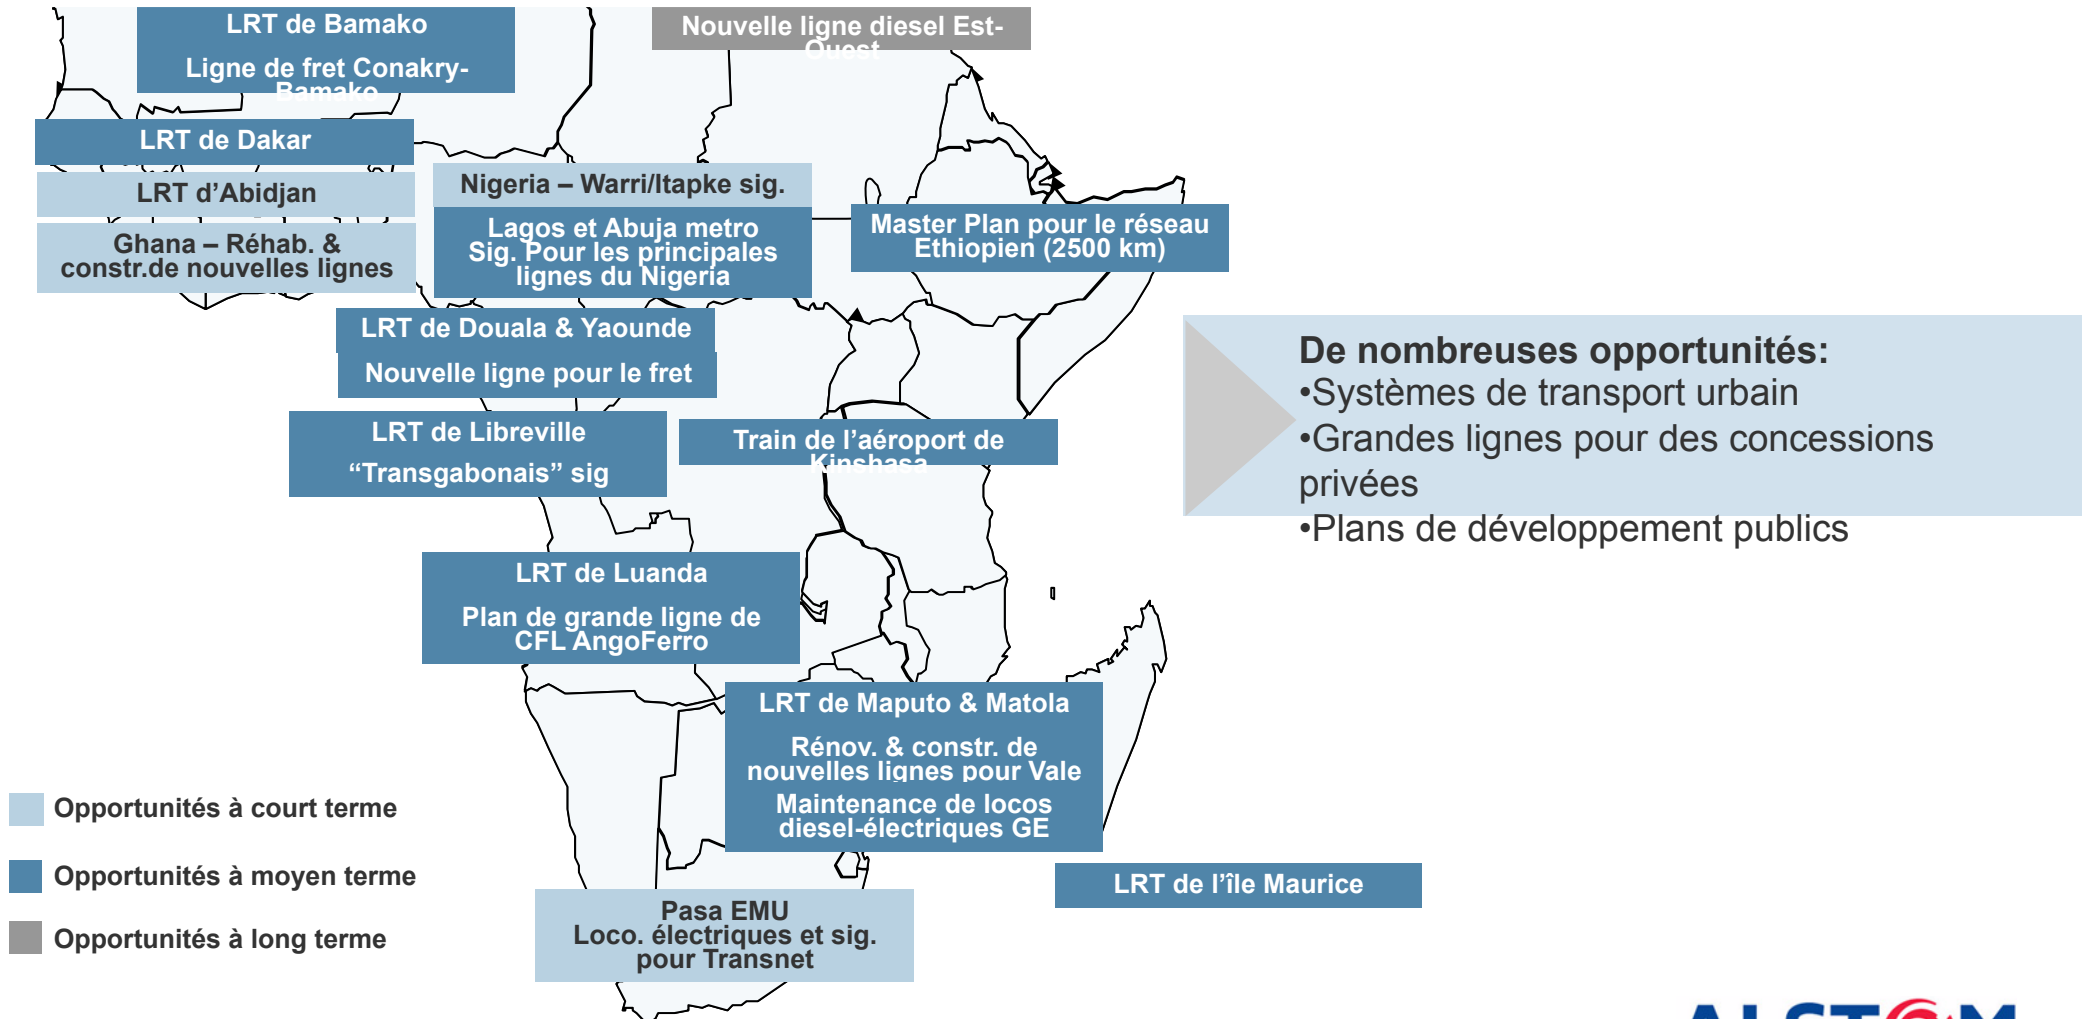 LRT de Bamako
Ligne de fret Conakry-
Bamako
Nouvelle ligne diesel Est-
Ouest
LRT de Dakar
LRT d’Abidjan
Ghana – Réhab. &
constr.de nouvelles lignes
Nigeria – Warri/Itapke sig.
Lagos et Abuja metro
Sig. Pour les principales
lignes du Nigeria
Master Plan pour le réseau
Ethiopien (2500 km)
LRT de Douala & Yaounde
Nouvelle ligne pour le fret
LRT de Libreville
“Transgabonais” sig
Train de l’aéroport de
Kinshasa
De nombreuses opportunités:
•Systèmes de transport urbain
•Grandes lignes pour des concessions
privées
•Plans de développement publics
LRT de Luanda
Plan de grande ligne de
CFL AngoFerro
LRT de Maputo & Matola
Rénov. & constr. de
nouvelles lignes pour Vale
Maintenance de locos
diesel-électriques GE
LRT de l’île Maurice
Pasa EMU
Loco. électriques et sig.
pour Transnet
Opportunités à court terme
Opportunités à moyen terme
Opportunités à long terme
ALSTOM